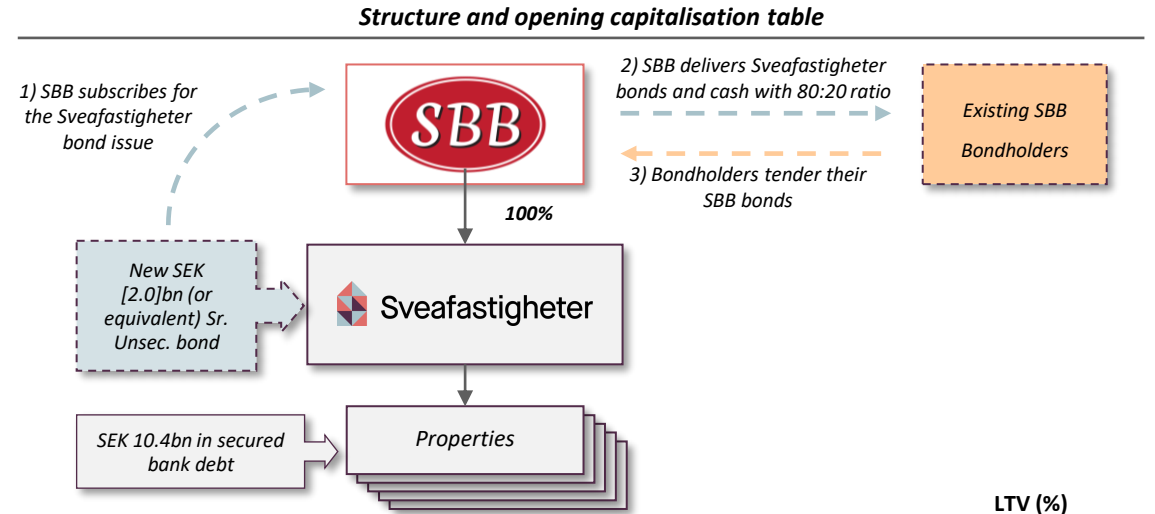 Structure and opening capitalisation table
1) SBB subscribes for
the Sveafastigheter
bond issue
SBB
2) SBB delivers Sveafastigheter
bonds and cash with 80:20 ratio
Existing SBB
Bondholders
3) Bondholders tender their
SBB bonds
100%
New SEK
[2.0]bn (or
equivalent) Sr.
Unsec. bond
Sveafastigheter
SEK 10.4bn in secured
bank debt
Properties
LTV (%)